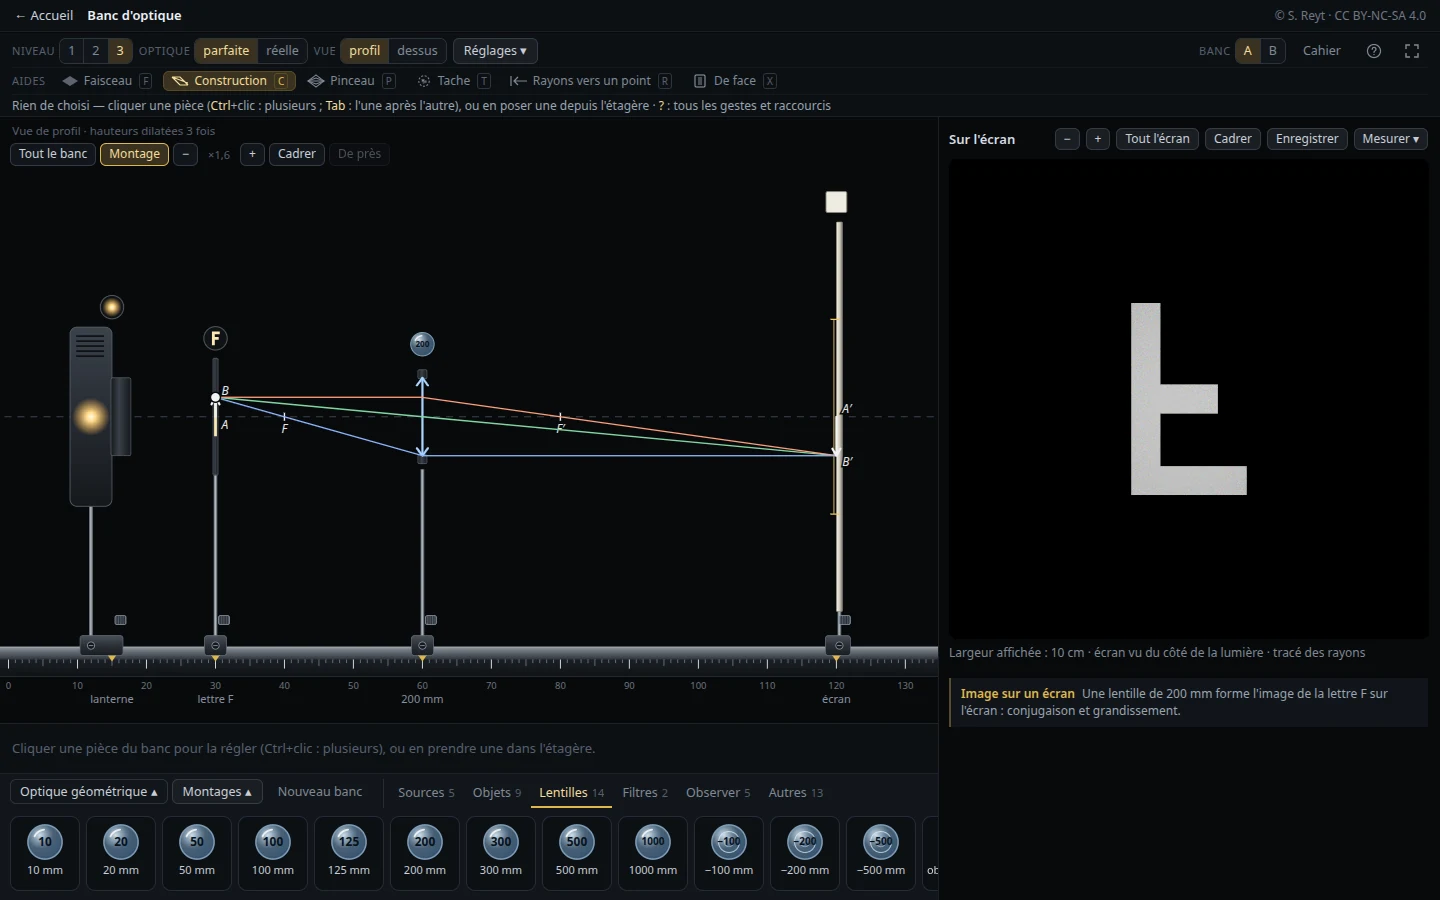 ← Accueil Banc d'optique © S. Reyt · CC BY-NC-SA 4.0
NIVEAU 1 2 3 OPTIQUE parfaite réelle VUE profil dessus Réglages ▾ BANC A B Cahier ?
AIDES Faisceau F Construction C Pinceau P Tache T Rayons vers un point R De face X
Rien de choisi — cliquer une pièce (Ctrl+clic : plusieurs ; Tab : l'une après l'autre), ou en poser une depuis l'étagère · ? : tous les gestes et raccourcis
Vue de profil · hauteurs dilatées 3 fois
Tout le banc Montage − ×1,6 + Cadrer De près
Sur l'écran − + Tout l'écran Cadrer Enregistrer Mesurer ▾
F
200
B
A
F
F′
A′
B′
0 10 20 30 40 50 60 70 80 90 100 110 120 130
lanterne lettre F 200 mm écran
Largeur affichée : 10 cm · écran vu du côté de la lumière · tracé des rayons
Image sur un écran Une lentille de 200 mm forme l'image de la lettre F sur
l'écran : conjugaison et grandissement.
Cliquer une pièce du banc pour la régler (Ctrl+clic : plusieurs), ou en prendre une dans l'étagère.
Optique géométrique ▴ Montages ▴ Nouveau banc Sources 5 Objets 9 Lentilles 14 Filtres 2 Observer 5 Autres 13
10 20 50 100 125 200 300 500 1000 −100 −200 −500
10 mm 20 mm 50 mm 100 mm 125 mm 200 mm 300 mm 500 mm 1000 mm −100 mm −200 mm −500 mm ob